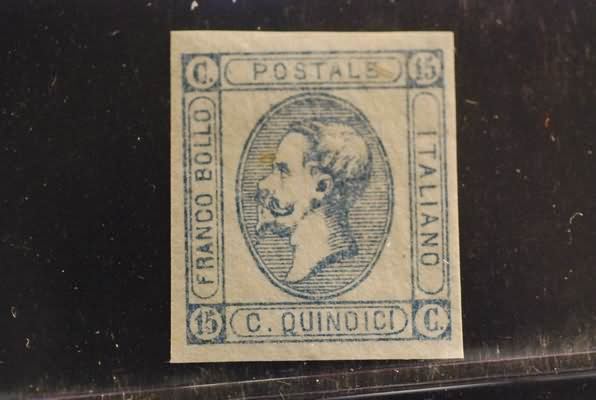 C. POSTALE 15
FRANCO BOLLO
ITALIANO
15 C. QUINDICI C.